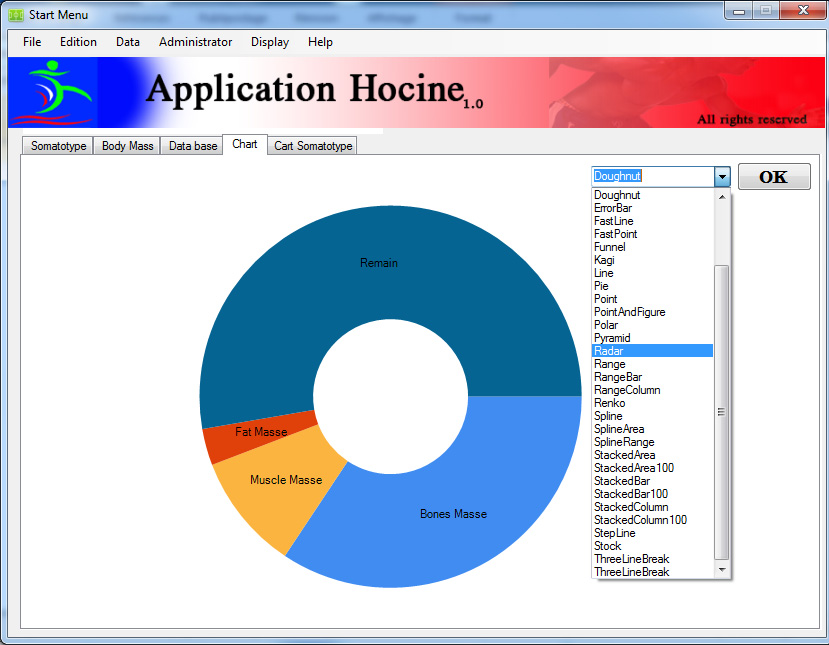 Start Menu
File Edition Data Administrator Display Help
Application Hocine 1.0
All rights reserved
Somatotype Body Mass Data base Chart Cart Somatotype
Doughnut OK
Doughnut
ErrorBar
FastLine
FastPoint
Funnel
Kagi
Line
Pie
Point
PointAndFigure
Polar
Pyramid
Radar
Range
RangeBar
RangeColumn
Renko
Spline
SplineArea
SplineRange
StackedArea
StackedArea100
StackedBar
StackedBar100
StackedColumn
StackedColumn100
StepLine
Stock
ThreeLineBreak
ThreeLineBreak
Remain
Fat Masse
Muscle Masse
Bones Masse